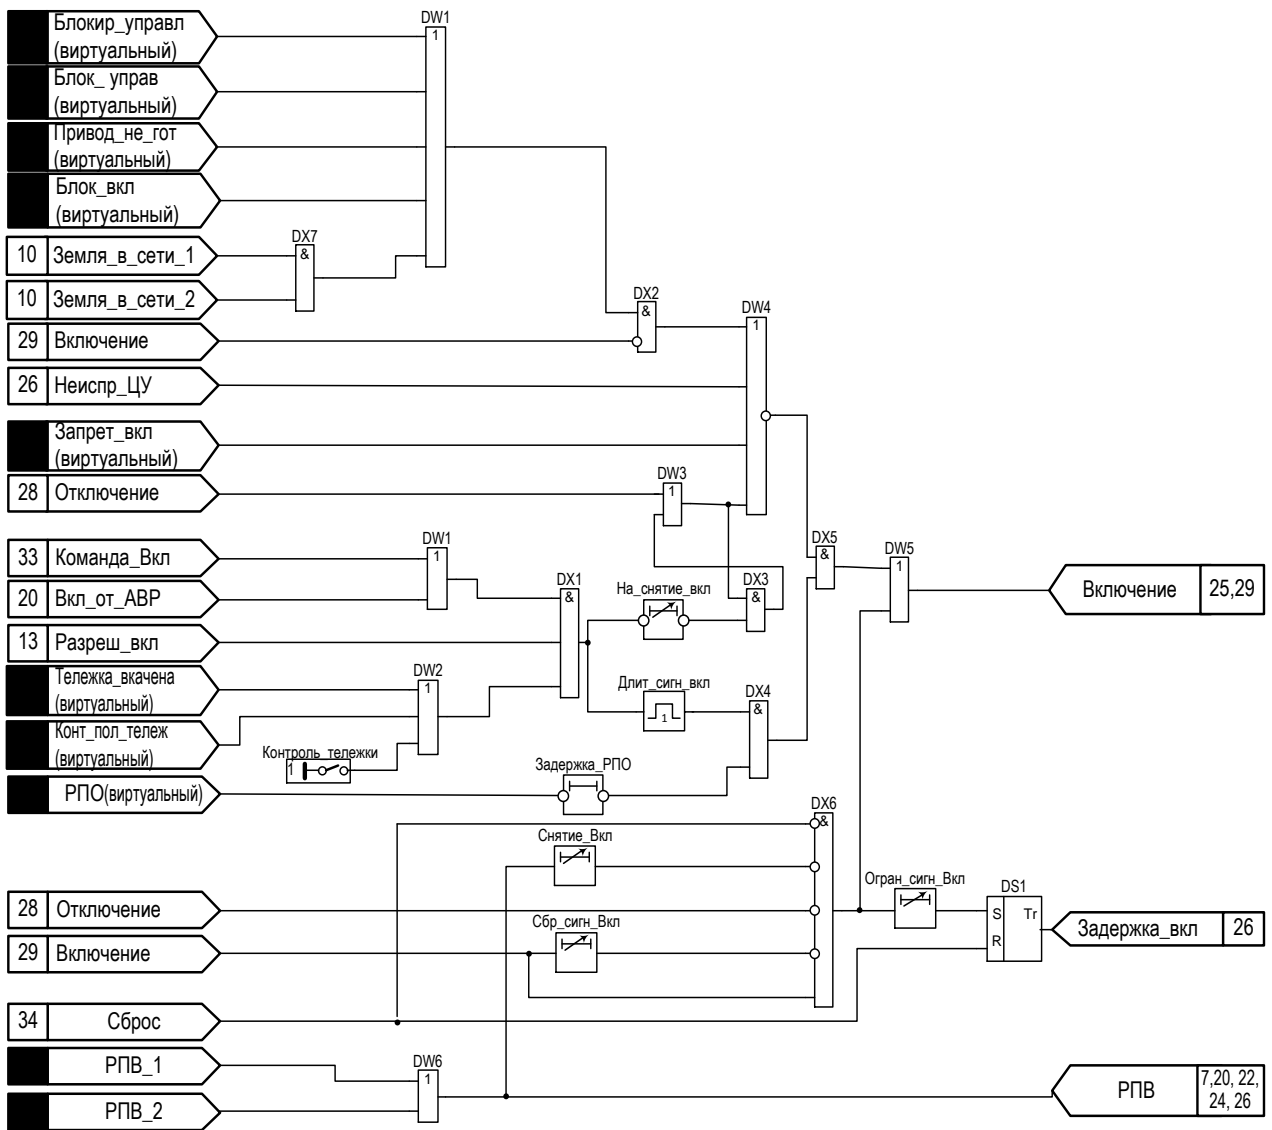 Блокир_управл
(виртуальный)
DW1
1
Блок_ управ
(виртуальный)
Привод_не_гот
(виртуальный)
Блок_вкл
(виртуальный)
10 Земля_в_сети_1
DX7
&
10 Земля_в_сети_2
DX2
&
DW4
1
29 Включение
26 Неиспр_ЦУ
Запрет_вкл
(виртуальный)
28 Отключение
DW3
1
33 Команда_Вкл
DW1
1
DX5
&
DW5
1
20 Вкл_от_АВР
DX1
&
На_снятие_вкл
DX3
&
Включение 25,29
13 Разреш_вкл
Тележка_вкачена
(виртуальный)
DW2
1
Длит_сигн_вкл
1
DX4
&
Конт_пол_тележ
(виртуальный)
Контроль_тележки
1
РПО(виртуальный)
Задержка_РПО
DX6
&
Снятие_Вкл
28 Отключение
Сбр_сигн_Вкл
Огран_сигн_Вкл
DS1
S Tr
R
Задержка_вкл 26
29 Включение
34 Сброс
РПВ_1
DW6
1
РПВ_2
РПВ 7,20, 22,
24, 26